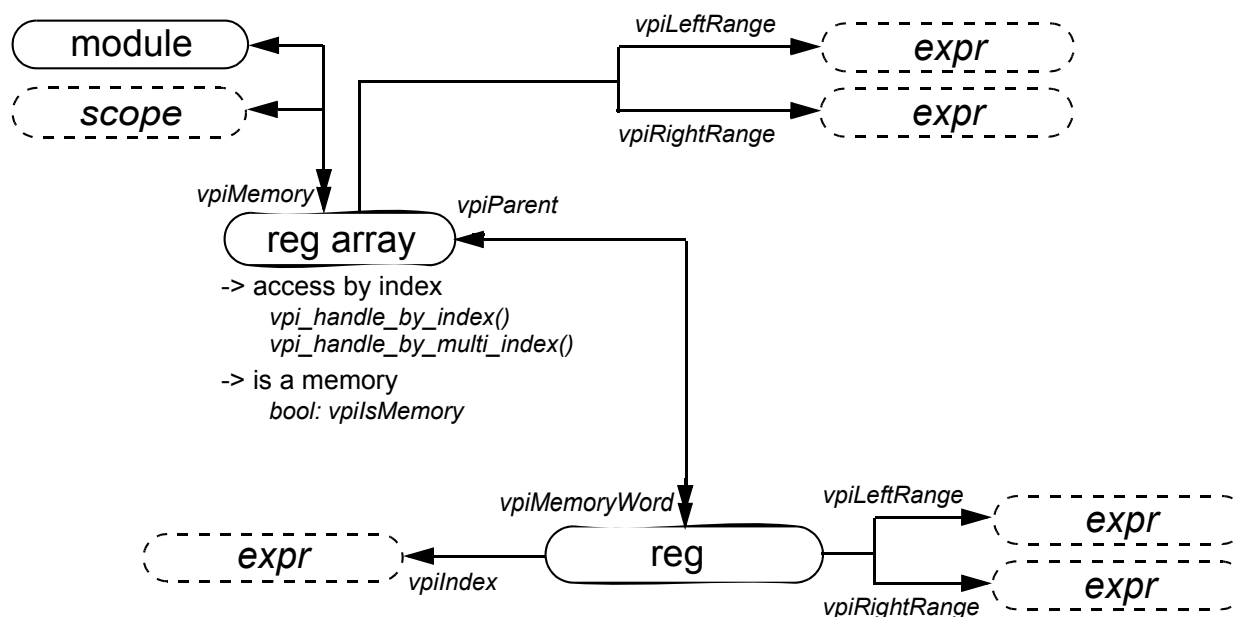 vpiLeftRange
module
expr
scope
expr
vpiRightRange
vpiMemory
vpiParent
reg array
-> access by index
vpi_handle_by_index()
vpi_handle_by_multi_index()
-> is a memory
bool: vpiIsMemory
vpiMemoryWord
vpiLeftRange
expr
expr
reg
vpiIndex
expr
vpiRightRange